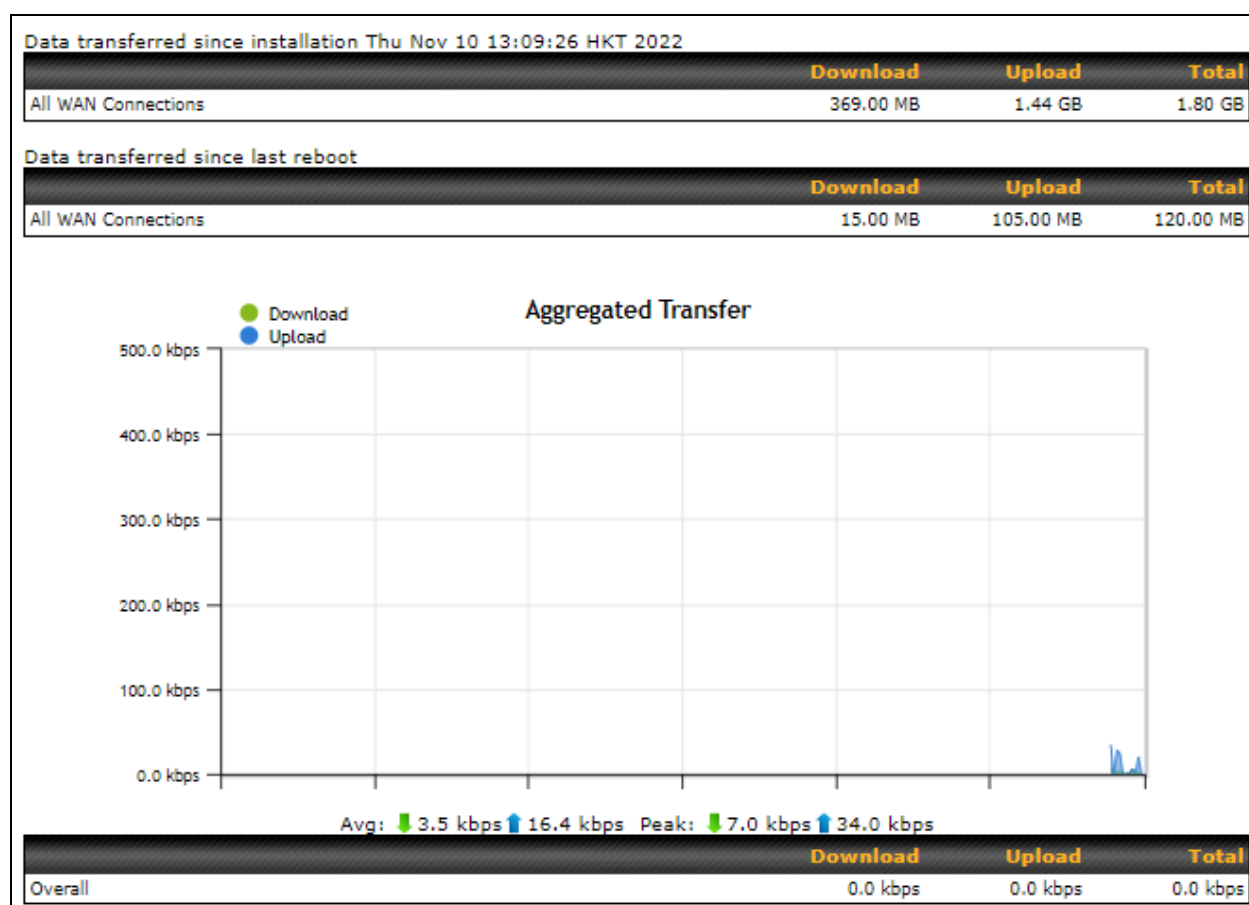 Data transferred since installation Thu Nov 10 13:09:26 HKT 2022
Download Upload Total
All WAN Connections 369.00 MB 1.44 GB 1.80 GB
Data transferred since last reboot
Download Upload Total
All WAN Connections 15.00 MB 105.00 MB 120.00 MB
Aggregated Transfer
Download
Upload
500.0 kbps
400.0 kbps
300.0 kbps
200.0 kbps
100.0 kbps
0.0 kbps
Avg: 3.5 kbps 16.4 kbps Peak: 7.0 kbps 34.0 kbps
Download Upload Total
Overall 0.0 kbps 0.0 kbps 0.0 kbps